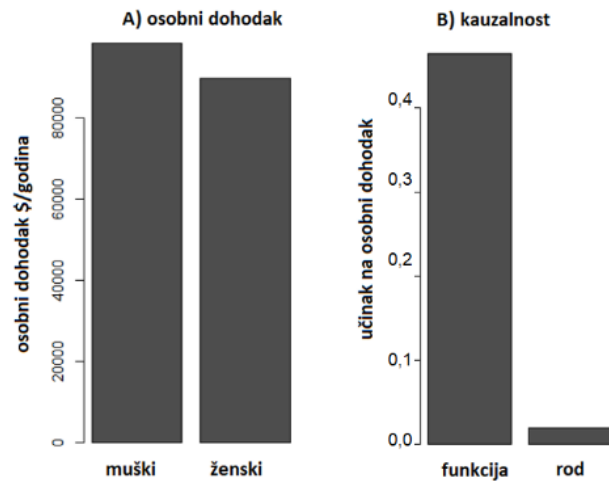 A) osobni dohodak
osobni dohodak $/godina
80000
60000
40000
20000
0
muški ženski
B) kauzalnost
učinak na osobni dohodak
0,4
0,3
0,2
0,1
0,0
funkcija rod